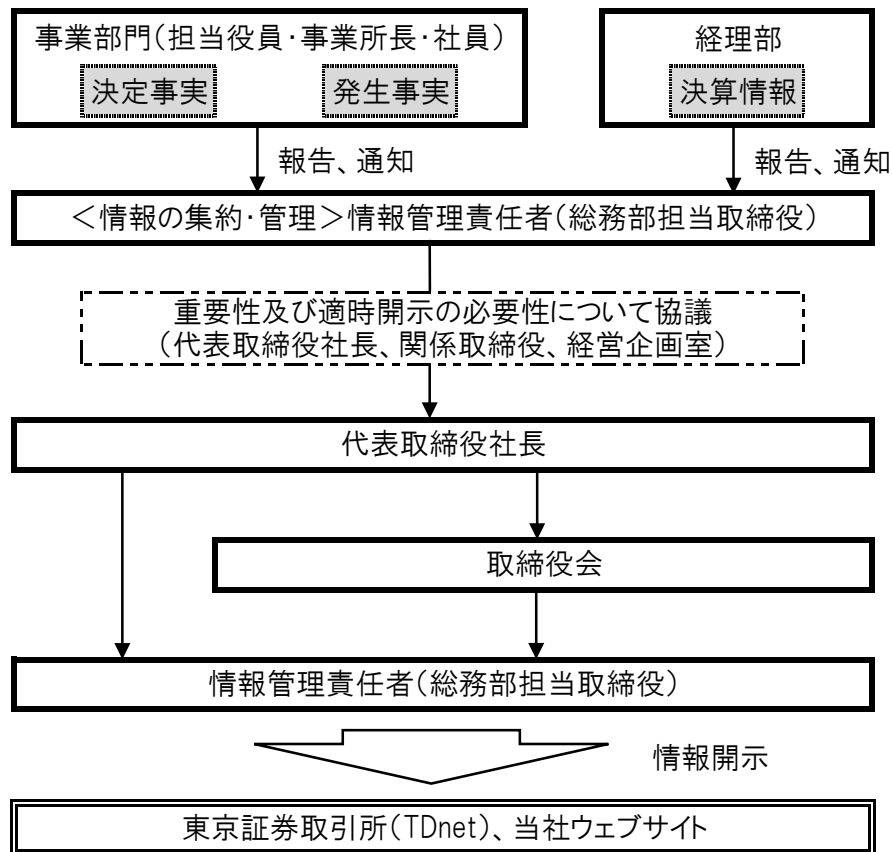 事業部門(担当役員･事業所長･社員)
経理部
決定事実
発生事実
決算情報
報告、通知
報告、通知
＜情報の集約･管理＞情報管理責任者(総務部担当取締役)
重要性及び適時開示の必要性について協議
(代表取締役社長、関係取締役、経営企画室)
代表取締役社長
取締役会
情報管理責任者(総務部担当取締役)
情報開示
東京証券取引所(TDnet)、当社ウェブサイト